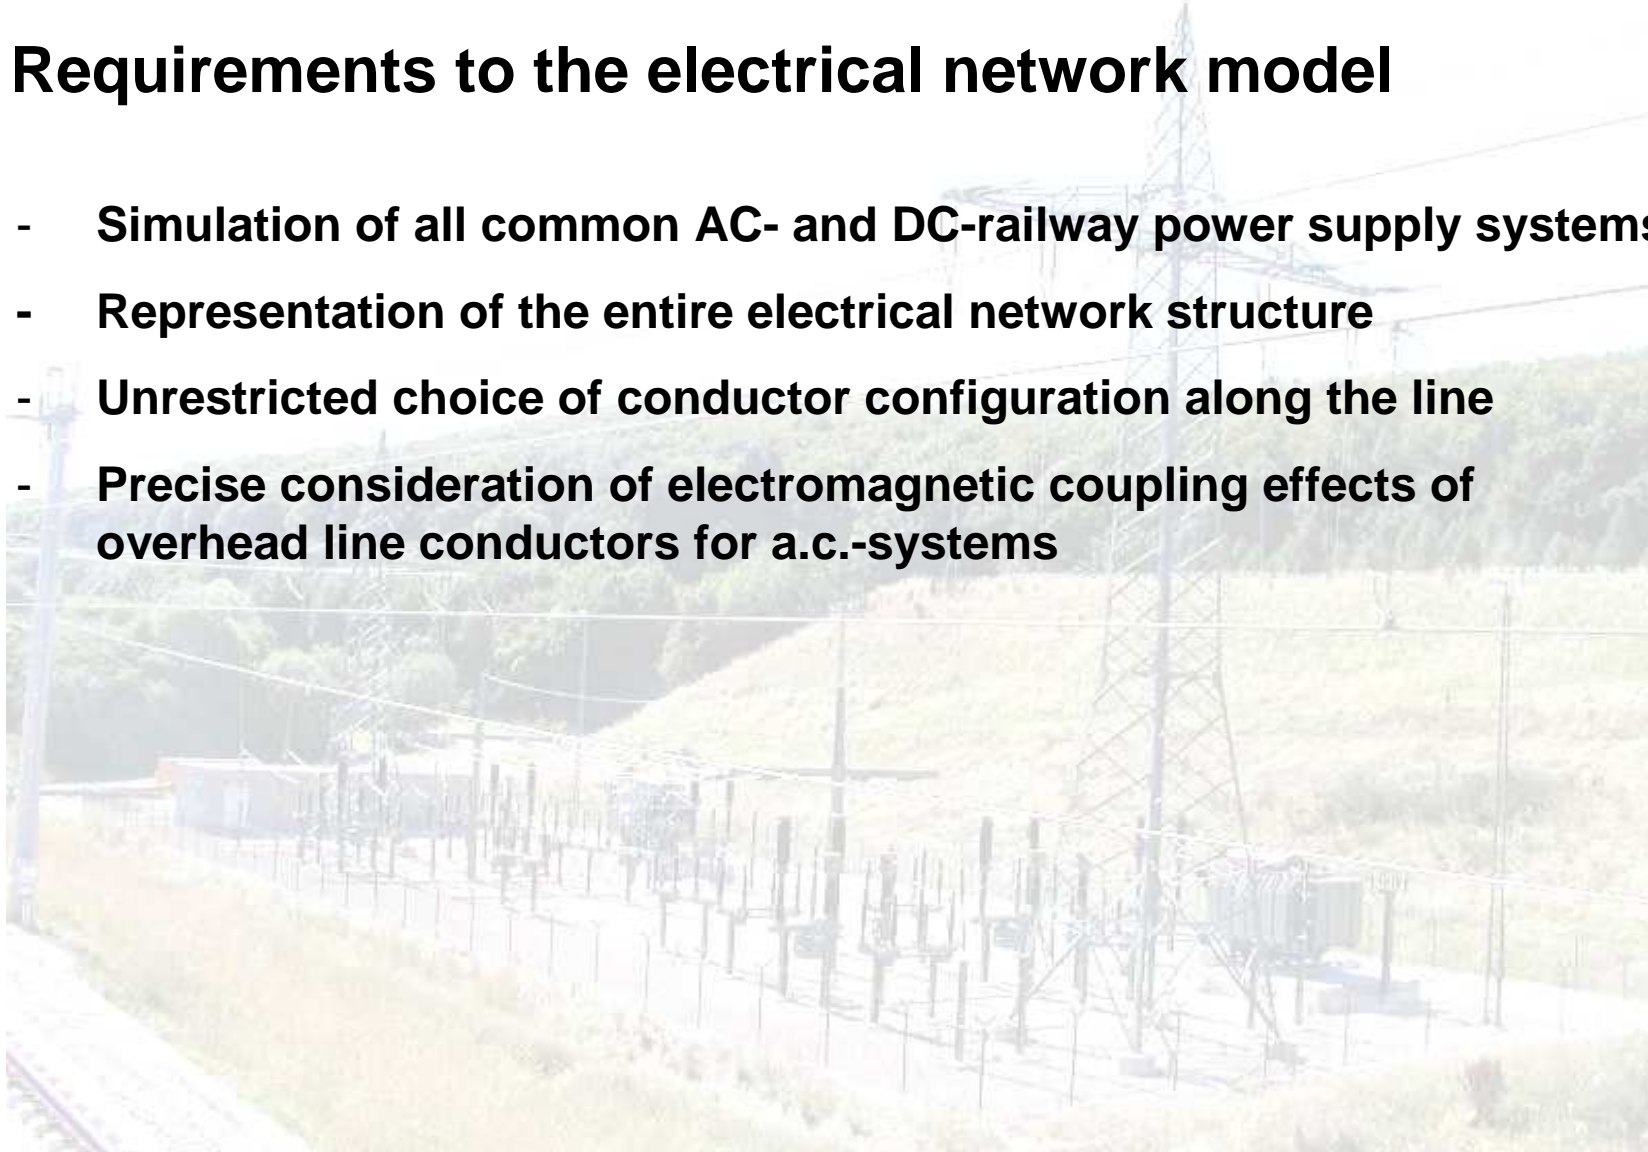 Requirements to the electrical network model
- Simulation of all common AC- and DC-railway power supply systems
- Representation of the entire electrical network structure
- Unrestricted choice of conductor configuration along the line
- Precise consideration of electromagnetic coupling effects of
overhead line conductors for a.c.-systems